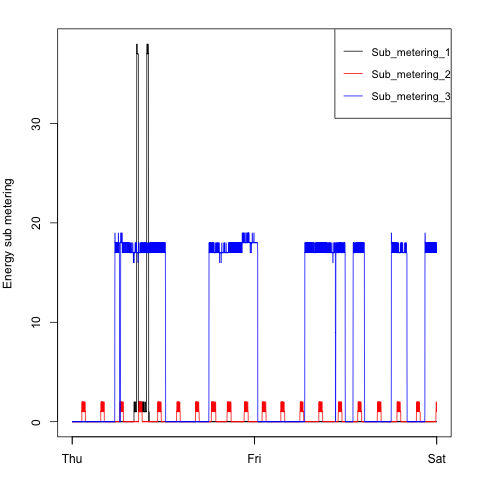 Sub_metering_1
Sub_metering_2
Sub_metering_3
Energy sub metering
30
20
10
0
Thu Fri Sat